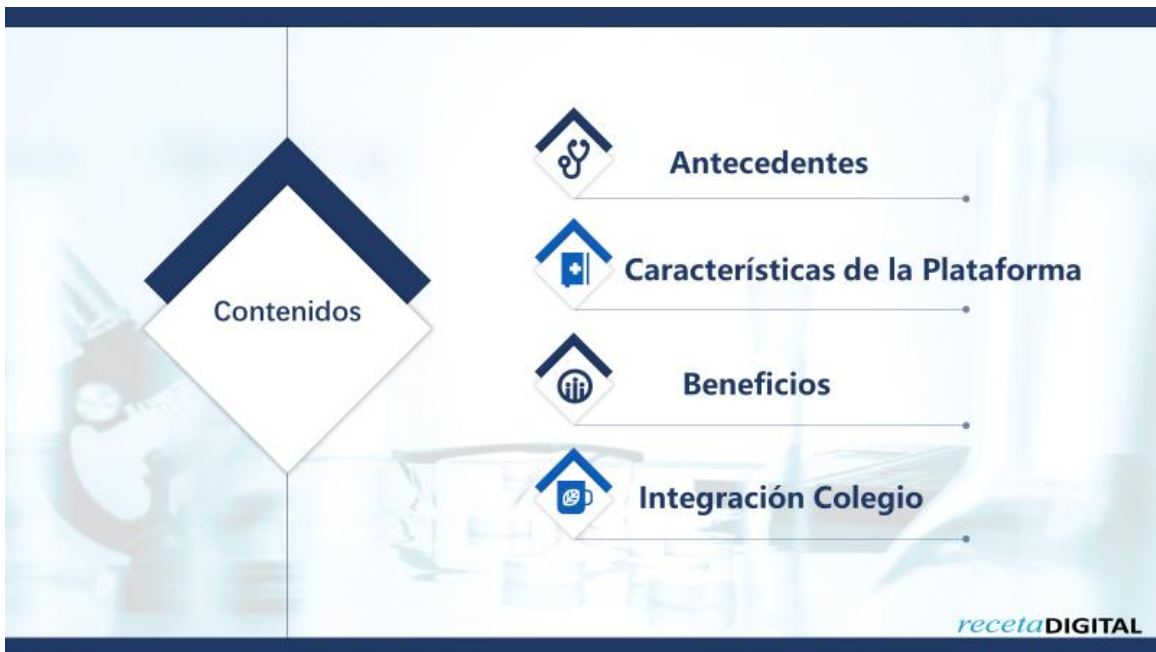 Contenidos
Antecedentes
Características de la Plataforma
Beneficios
Integración Colegio
recetaDIGITAL